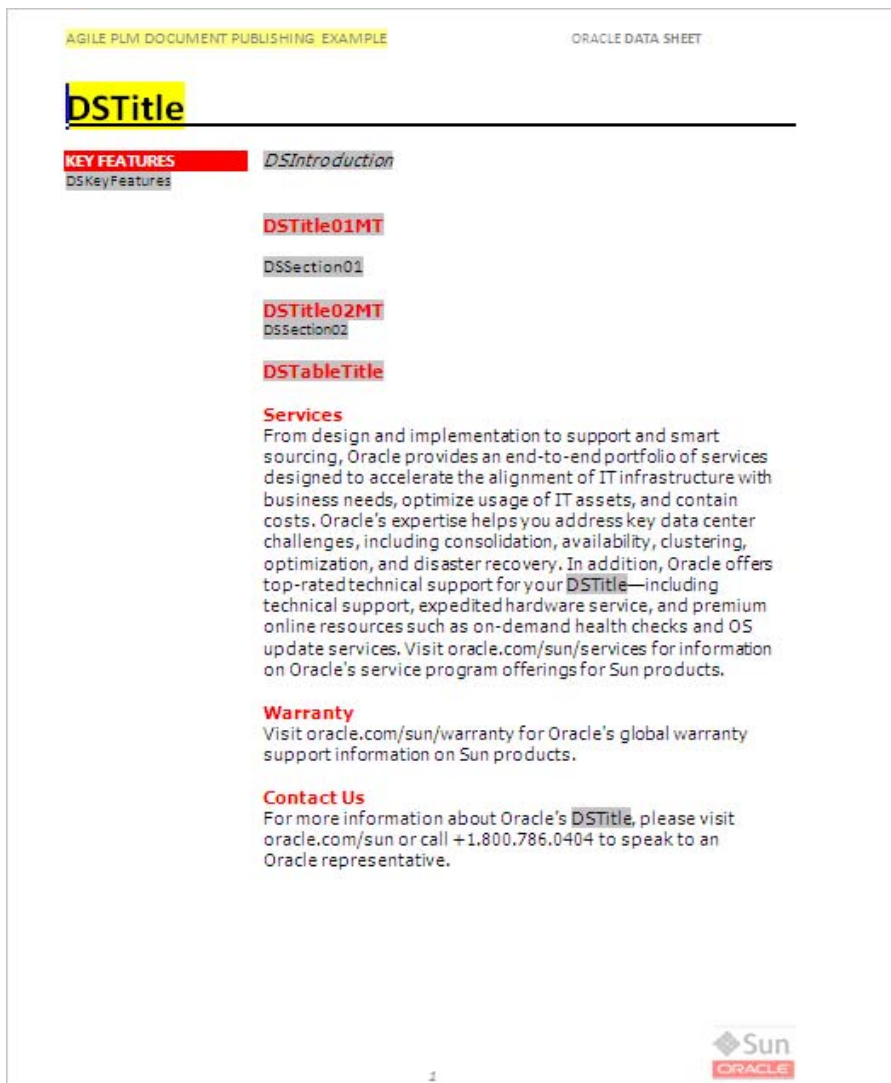 AGILE PLM DOCUMENT PUBLISHING EXAMPLE
ORACLE DATA SHEET
DSTitle
KEY FEATURES
DSKeyFeatures
DSIntroduction
DSTitle01MT
DSSection01
DSTitle02MT
DSSection02
DSTableTitle
Services
From design and implementation to support and smart
sourcing, Oracle provides an end-to-end portfolio of services
designed to accelerate the alignment of IT infrastructure with
business needs, optimize usage of IT assets, and contain
costs. Oracle's expertise helps you address key data center
challenges, including consolidation, availability, clustering,
optimization, and disaster recovery. In addition, Oracle offers
top-rated technical support for your DSTitle—including
technical support, expedited hardware service, and premium
online resources such as on-demand health checks and OS
update services. Visit oracle.com/sun/services for information
on Oracle's service program offerings for Sun products.
Warranty
Visit oracle.com/sun/warranty for Oracle's global warranty
support information on Sun products.
Contact Us
For more information about Oracle's DSTitle, please visit
oracle.com/sun or call +1.800.786.0404 to speak to an
Oracle representative.
Sun
ORACLE
1